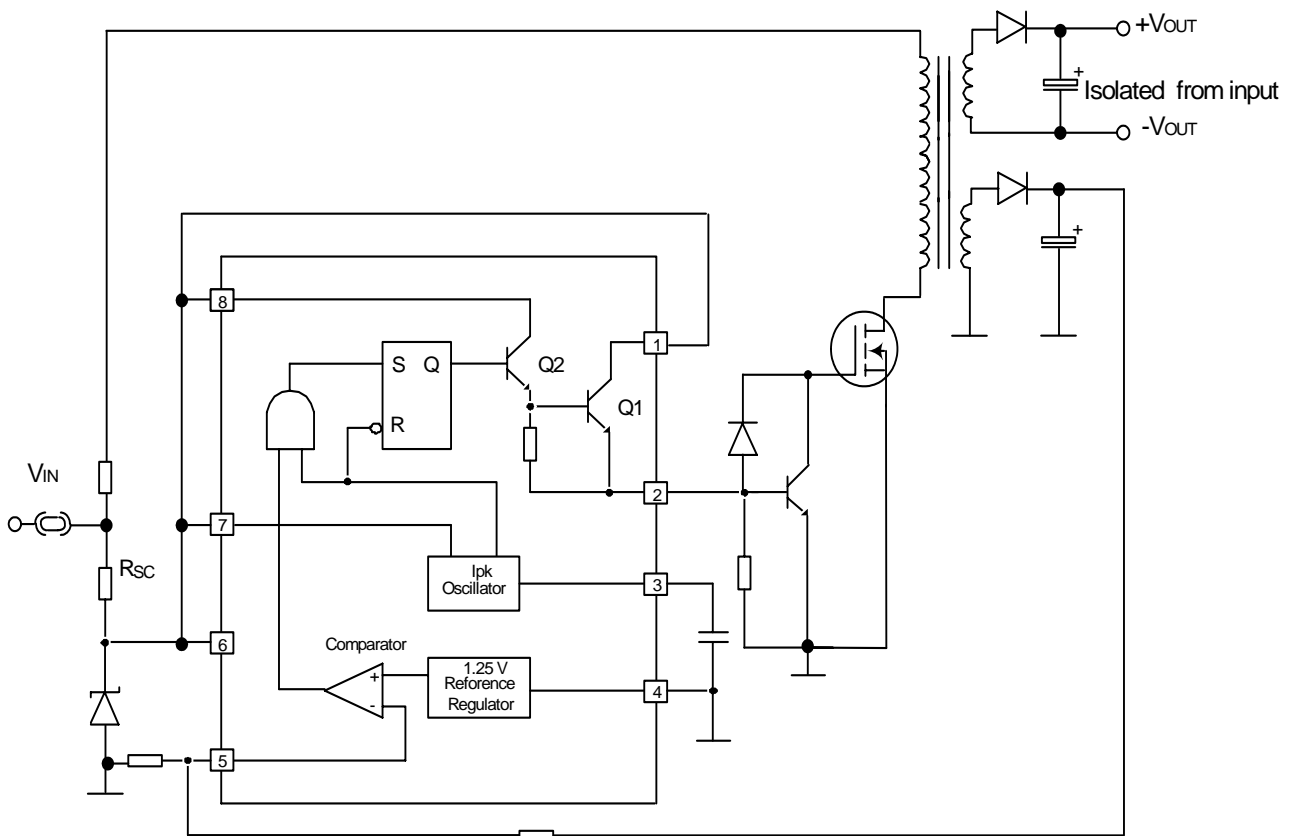 +VOUT
Isolated from input
-VOUT
8
1
S Q
Q2
Q1
R
VIN
2
7
RSC
Ipk
Oscillator
3
6
Comparator
1.25 V
Reforence
Regulator
+
-
4
5
+
+